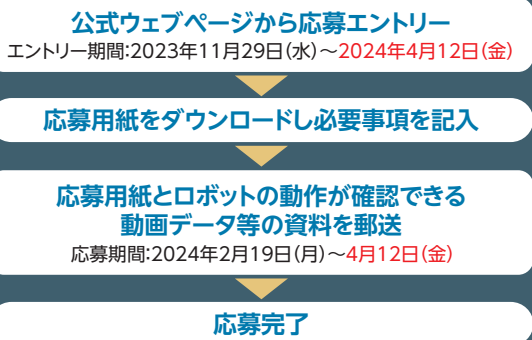 公式ウェブページから応募エントリー
エントリー期間:2023年11月29日(水)～2024年4月12日(金)
応募用紙をダウンロードし必要事項を記入
応募用紙とロボットの動作が確認できる
動画データ等の資料を郵送
応募期間:2024年2月19日(月)～4月12日(金)
応募完了